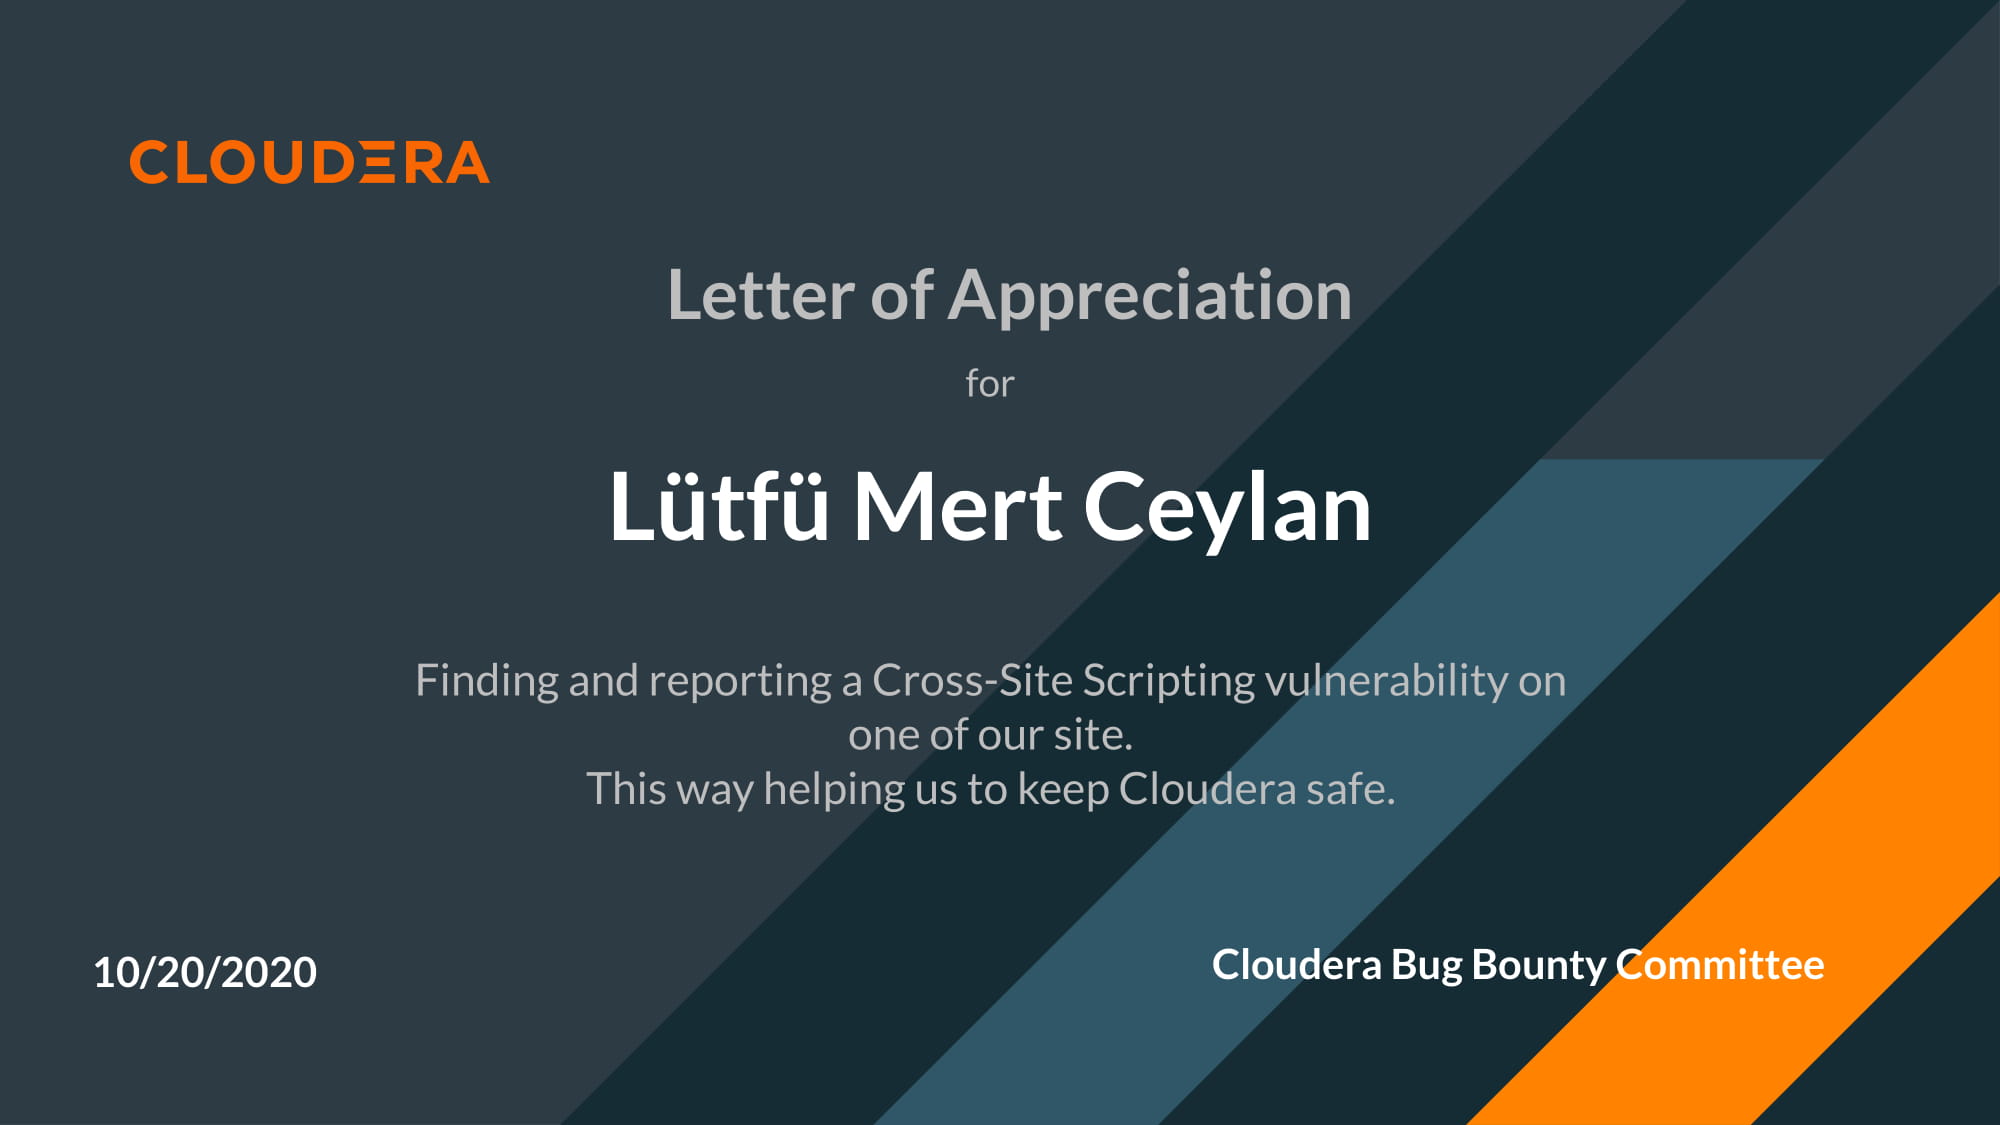 CLOUDERA
Letter of Appreciation
for
Lütfü Mert Ceylan
Finding and reporting a Cross-Site Scripting vulnerability on
one of our site.
This way helping us to keep Cloudera safe.
10/20/2020
Cloudera Bug Bounty Committee